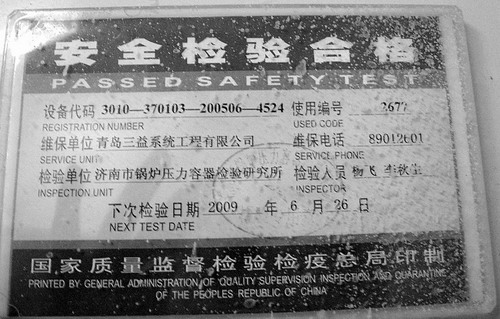 安全检验合格
PASSED SAFETY TEST
设备代码 3010—370103—200506—4524 使用编号 2677
REGISTRATION NUMBER USED CODE
维保单位 青岛三益系统工程有限公司 维保电话 89012601
SERVICE UNIT SERVICE PHONE
检验单位 济南市锅炉压力容器检验研究所 检验人员
INSPECTION UNIT INSPECTOR
下次检验日期 2009 年 6 月 26 日
NEXT TEST DATE
国家质量监督检验检疫总局印制
PRINTED BY GENERAL ADMINISTRATION OF QUALITY SUPERVISION INSPECTION AND QUARANTINE
OF THE PEOPLES REPUBLIC OF CHINA